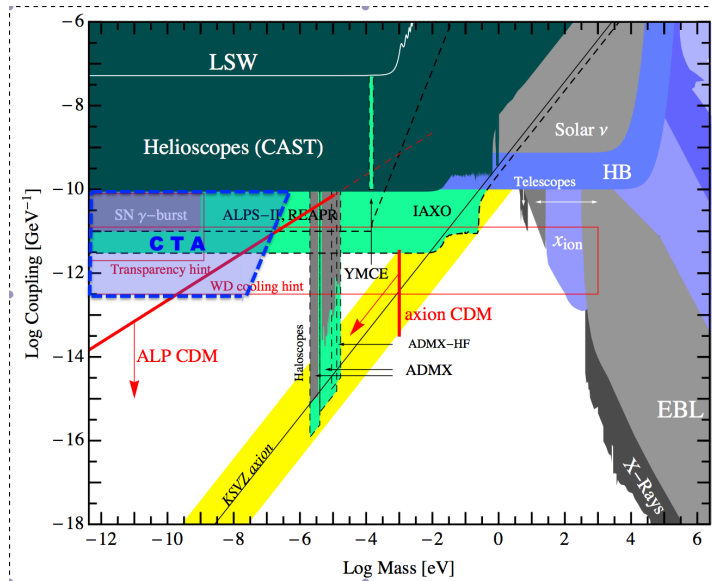 -6
-8
-10
-12
-14
-16
-18
-12
-10
-8
-6
-4
-2
0
2
4
6
Log Coupling [GeV⁻¹]
Log Mass [eV]
LSW
Helioscopes (CAST)
Solar ν
HB
Telescopes
SN γ−burst
ALPS−II, REAPR
IAXO
CTA
x_ion
Transparency hint
YMCE
WD cooling hint
axion CDM
ALP CDM
Haloscopes
ADMX−HF
ADMX
EBL
X−Rays
KSVZ axion